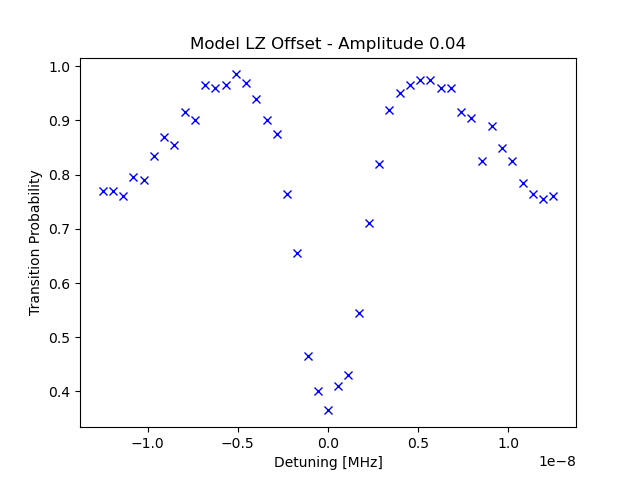 Model LZ Offset - Amplitude 0.04
1.0
0.9
0.8
0.7
0.6
0.5
0.4
Transition Probability
−1.0 −0.5 0.0 0.5 1.0
1e−8
Detuning [MHz]